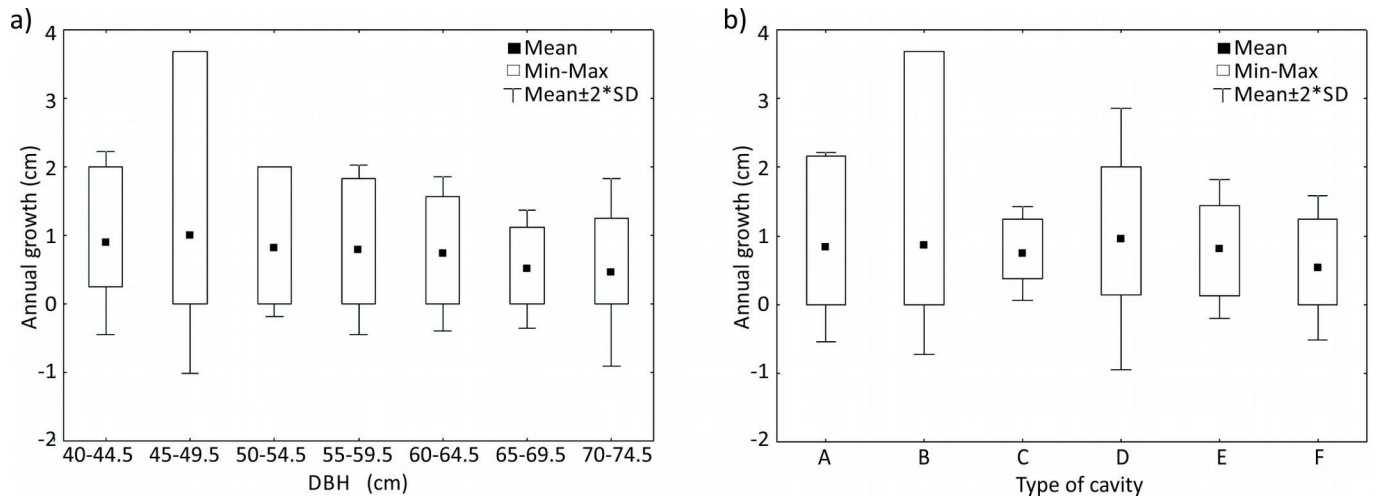 a)
4
3
2
1
0
-1
-2
Annual growth (cm)
Mean
Min-Max
Mean±2*SD
40-44.5 45-49.5 50-54.5 55-59.5 60-64.5 65-69.5 70-74.5
DBH (cm)
b)
4
3
2
1
0
-1
-2
Annual growth (cm)
Mean
Min-Max
Mean±2*SD
A B C D E F
Type of cavity